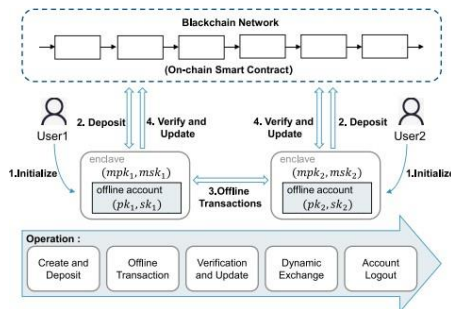 Blockchain Network
(On-chain Smart Contract)
2. Deposit
4. Verify and
Update
4. Verify and
Update
2. Deposit
User1
User2
1.Initialize
1.Initialize
enclave
(mpk₁, msk₁)
offline account
(pk₁, sk₁)
3.Offline
Transactions
enclave
(mpk₂, msk₂)
offline account
(pk₂, sk₂)
Operation :
Create and
Deposit
Offline
Transaction
Verification
and Update
Dynamic
Exchange
Account
Logout